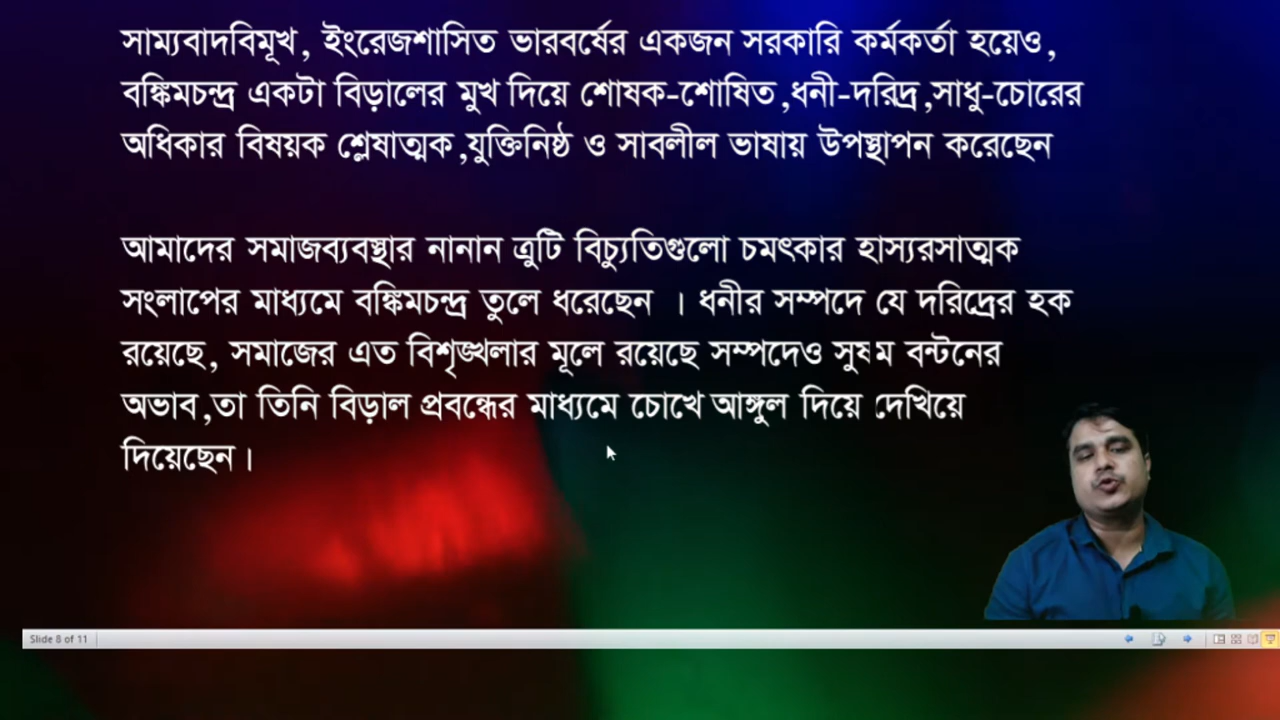 সাম্যবাদবিমূখ, ইংরেজশাসিত ভারবর্ষের একজন সরকারি কর্মকর্তা হয়েও,
বঙ্কিমচন্দ্র একটা বিড়ালের মুখ দিয়ে শোষক-শোষিত,ধনী-দরিদ্র,সাধু-চোরের
অধিকার বিষয়ক শ্লেষাত্মক,যুক্তিনিষ্ঠ ও সাবলীল ভাষায় উপস্থাপন করেছেন
আমাদের সমাজব্যবস্থার নানান ত্রুটি বিচ্যুতিগুলো চমৎকার হাস্যরসাত্মক
সংলাপের মাধ্যমে বঙ্কিমচন্দ্র তুলে ধরেছেন । ধনীর সম্পদে যে দরিদ্রের হক
রয়েছে, সমাজের এত বিশৃঙ্খলার মূলে রয়েছে সম্পদেও সুষম বন্টনের
অভাব,তা তিনি বিড়াল প্রবন্ধের মাধ্যমে চোখে আঙ্গুল দিয়ে দেখিয়ে
দিয়েছেন।
Slide 8 of 11